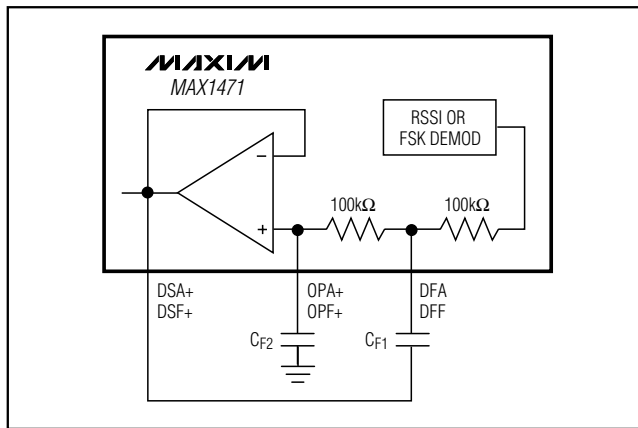 MAXIM
MAX1471
RSSI OR
FSK DEMOD
−
+
100kΩ
100kΩ
DSA+
DSF+
OPA+
OPF+
DFA
DFF
CF2
CF1